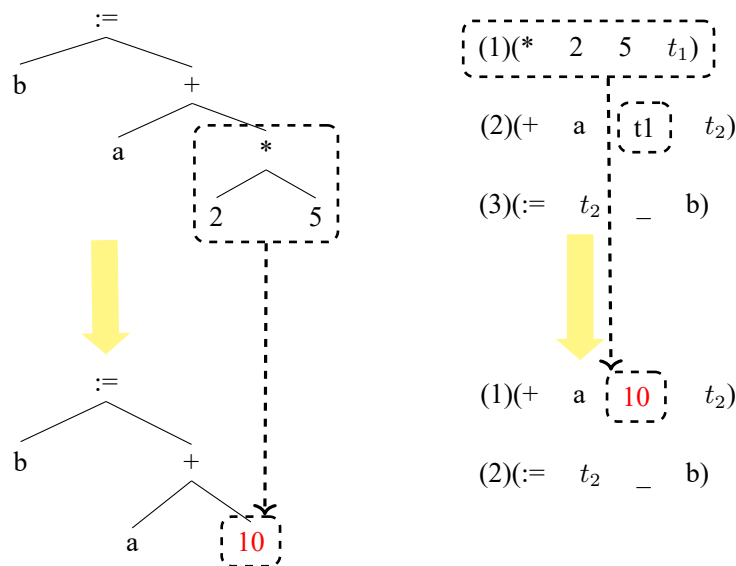 :=
b
+
a
*
2 5
:=
b
+
a
10
(1)(* 2 5 t₁)
(2)(+ a t1 t₂)
(3)(:= t₂ _ b)
(1)(+ a 10 t₂)
(2)(:= t₂ _ b)